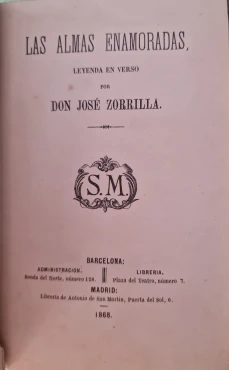 LAS ALMAS ENAMORADAS,
LEYENDA EN VERSO
POR
DON JOSÉ ZORRILLA.
S.M.
BARCELONA:
ADMINISTRACION. LIBRERIA.
Ronda del Norte, número 128. Plaza del Teatro, número 7.
MADRID:
Librería de Antonio de San Martin, Puerta del Sol, 6.
1868.